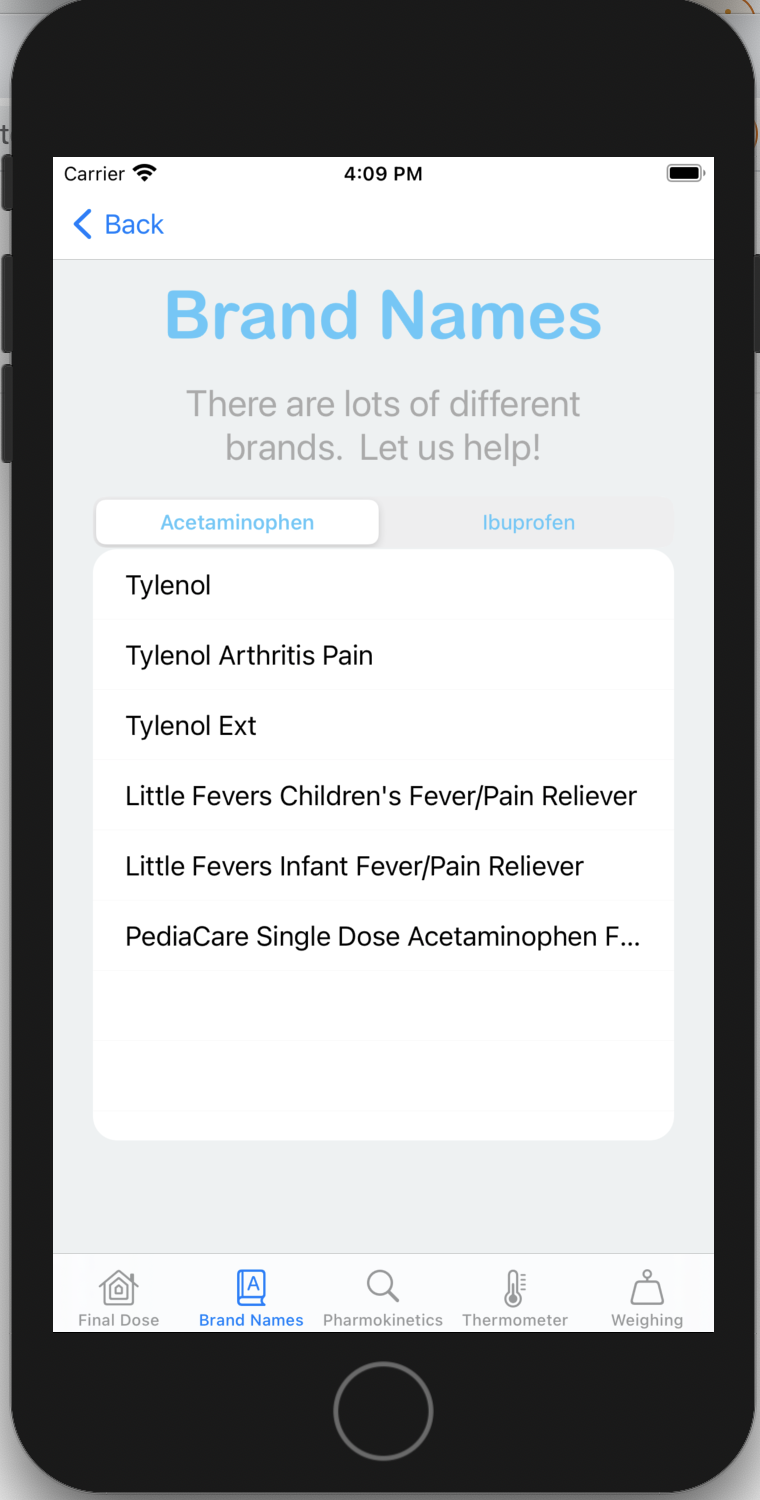 Carrier
4:09 PM
Back
Brand Names
There are lots of different
brands.  Let us help!
Acetaminophen
Ibuprofen
Tylenol
Tylenol Arthritis Pain
Tylenol Ext
Little Fevers Children's Fever/Pain Reliever
Little Fevers Infant Fever/Pain Reliever
PediaCare Single Dose Acetaminophen F...
Final Dose
Brand Names
Pharmokinetics
Thermometer
Weighing